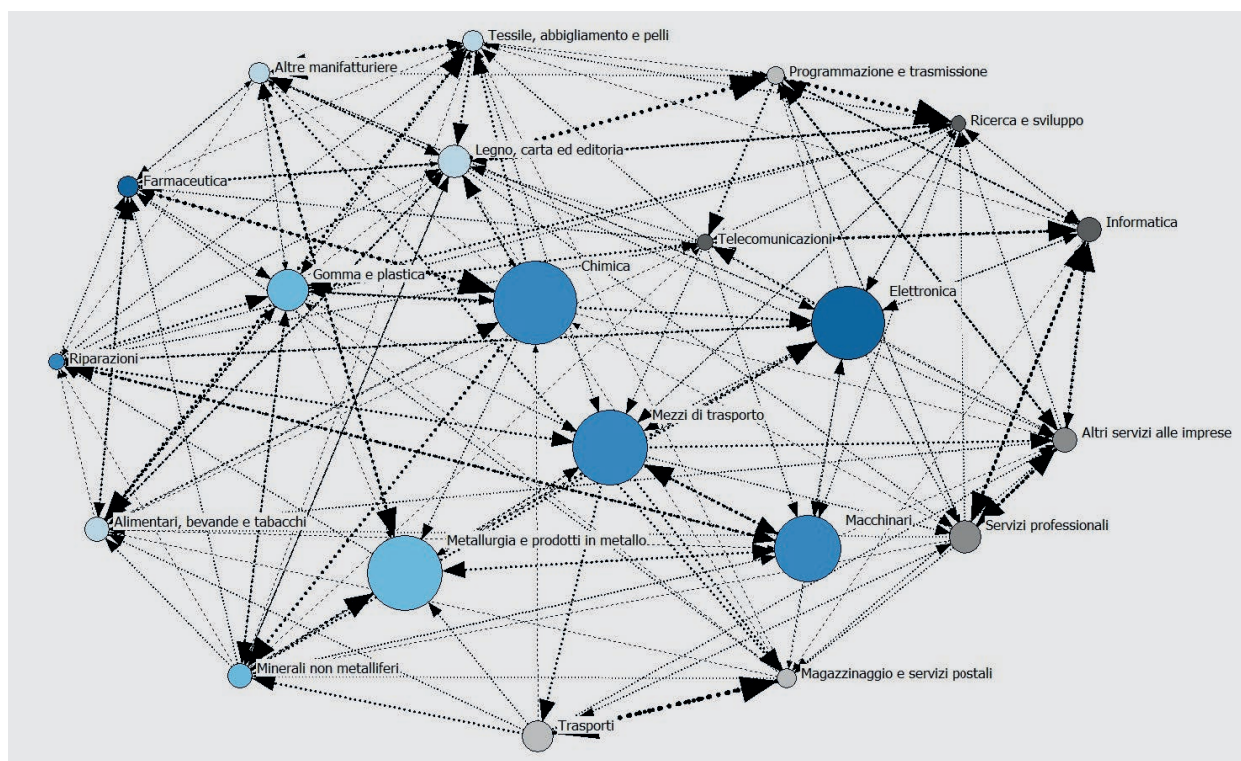 Tessile, abbigliamento e pelli
Altre manifatturiere
Programmazione e trasmissione
Ricerca e sviluppo
Legno, carta ed editoria
Farmaceutica
Informatica
Telecomunicazioni
Chimica
Gomma e plastica
Elettronica
Riparazioni
Mezzi di trasporto
Altri servizi alle imprese
Alimentari, bevande e tabacchi
Macchinari
Servizi professionali
Metallurgia e prodotti in metallo
Minerali non metalliferi
Magazzinaggio e servizi postali
Trasporti